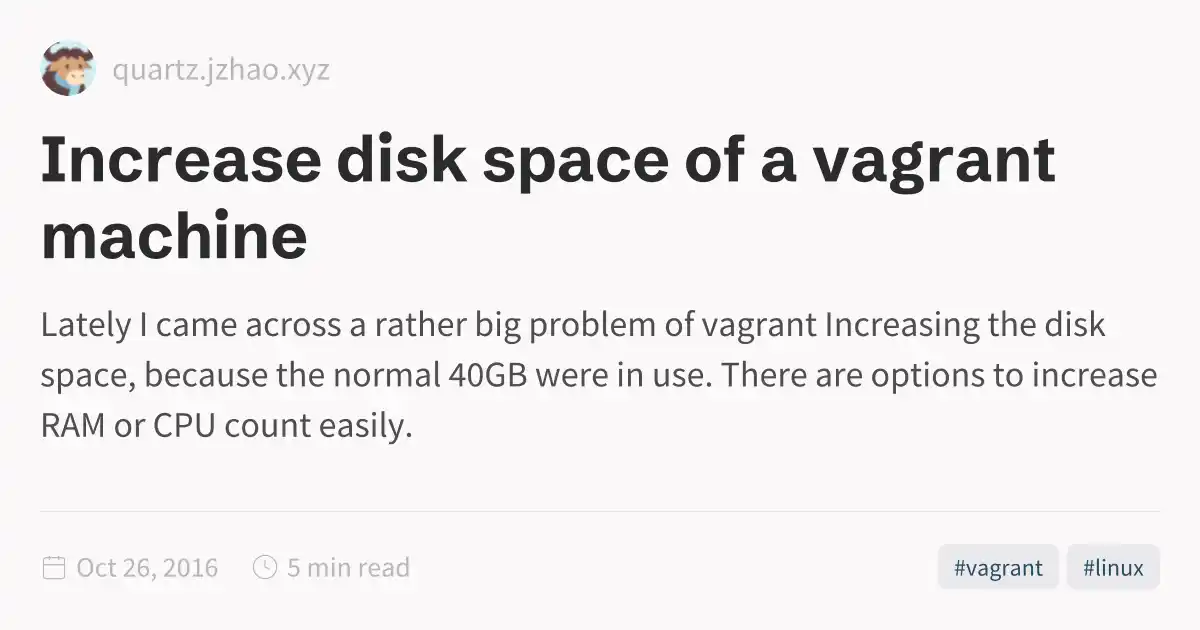 quartz.jzhao.xyz
Increase disk space of a vagrant
machine
Lately I came across a rather big problem of vagrant Increasing the disk
space, because the normal 40GB were in use. There are options to increase
RAM or CPU count easily.
Oct 26, 2016 5 min read #vagrant #linux